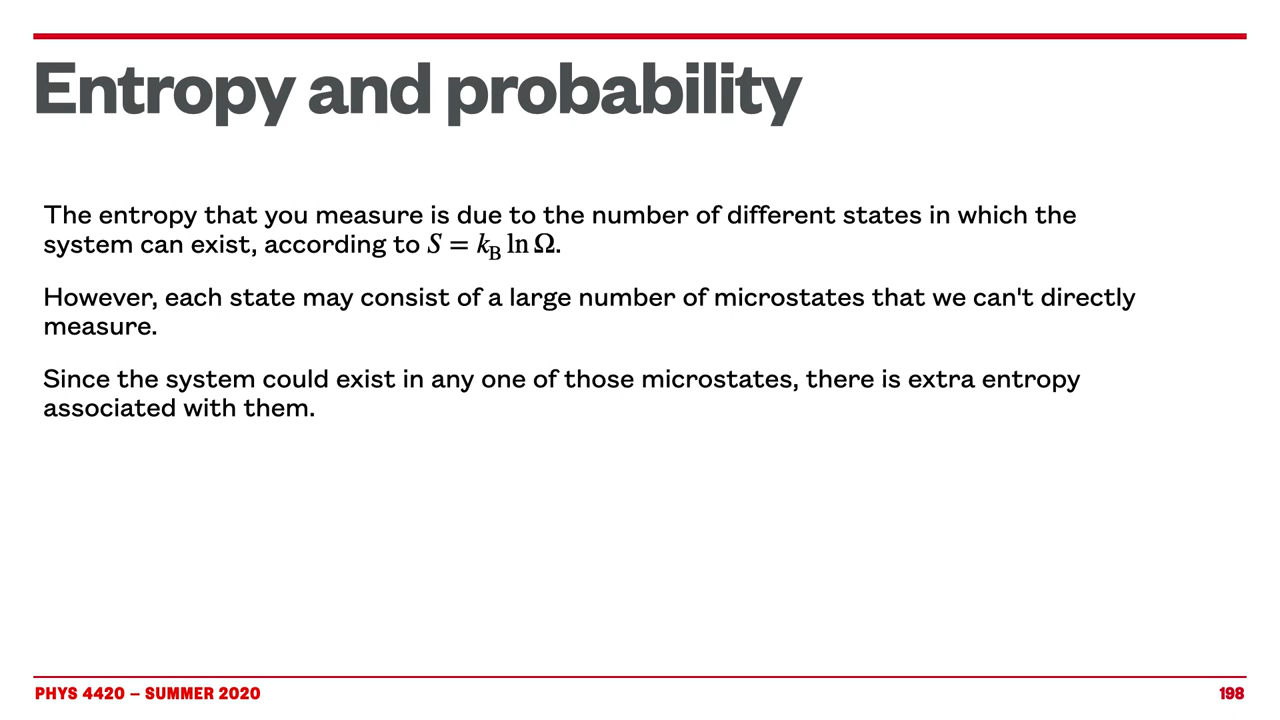 Entropy and probability
The entropy that you measure is due to the number of different states in which the
system can exist, according to S = k_B ln Ω.
However, each state may consist of a large number of microstates that we can't directly
measure.
Since the system could exist in any one of those microstates, there is extra entropy
associated with them.
PHYS 4420 – SUMMER 2020
198